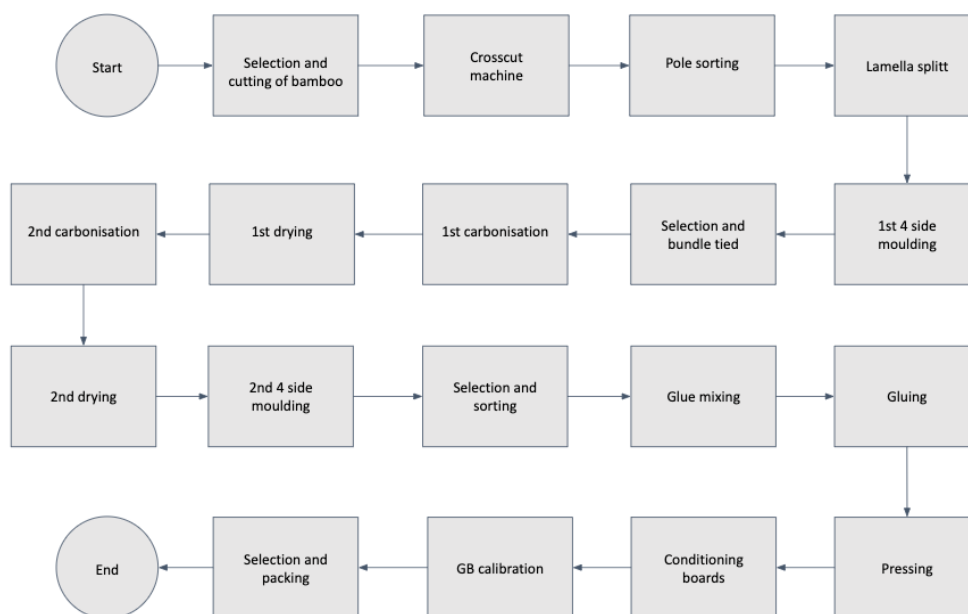 Start
Selection and
cutting of bamboo
Crosscut
machine
Pole sorting
Lamella splitt
1st 4 side
moulding
Selection and
bundle tied
1st carbonisation
1st drying
2nd carbonisation
2nd drying
2nd 4 side
moulding
Selection and
sorting
Glue mixing
Gluing
Pressing
Conditioning
boards
GB calibration
Selection and
packing
End